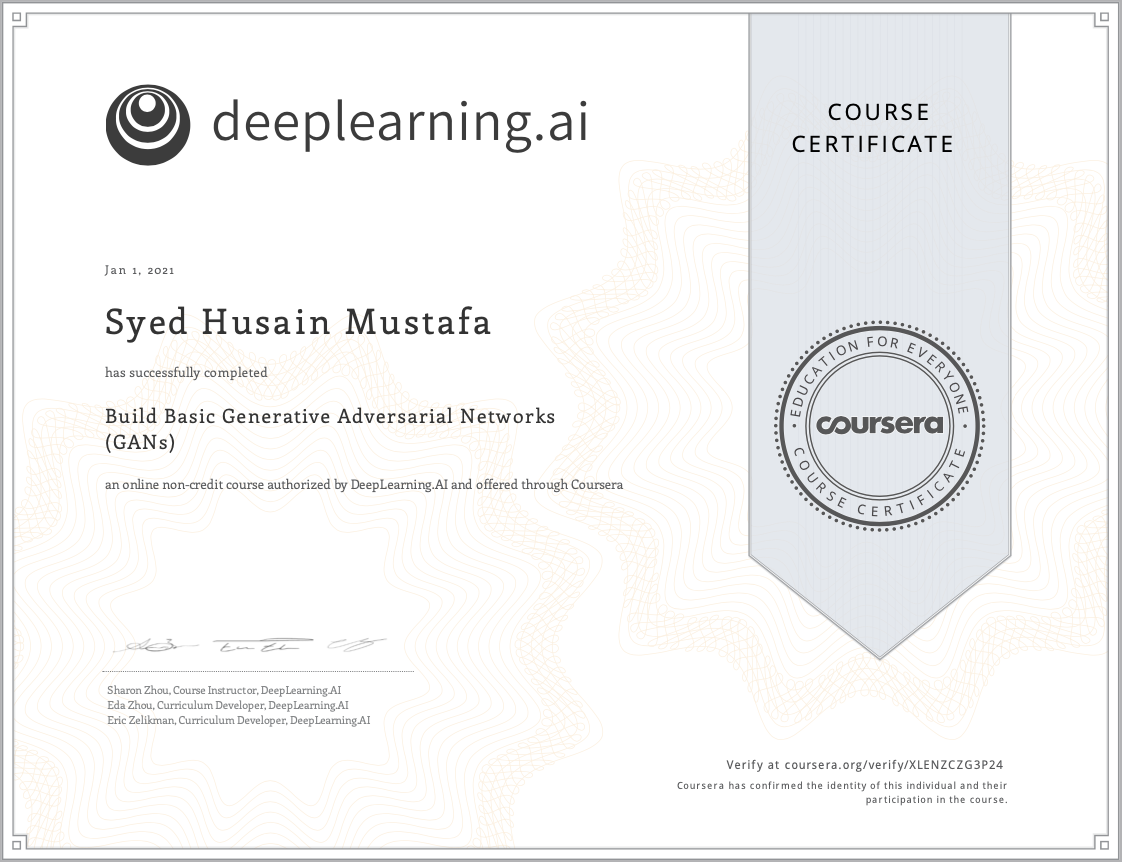 deeplearning.ai
COURSE
CERTIFICATE
Jan 1, 2021
Syed Husain Mustafa
has successfully completed
Build Basic Generative Adversarial Networks
(GANs)
an online non-credit course authorized by DeepLearning.AI and offered through Coursera
EDUCATION FOR EVERYONE
coursera
COURSE CERTIFICATE
Sharon Zhou, Course Instructor, DeepLearning.AI
Eda Zhou, Curriculum Developer, DeepLearning.AI
Eric Zelikman, Curriculum Developer, DeepLearning.AI
Verify at coursera.org/verify/XLENZCZG3P24
Coursera has confirmed the identity of this individual and their
participation in the course.